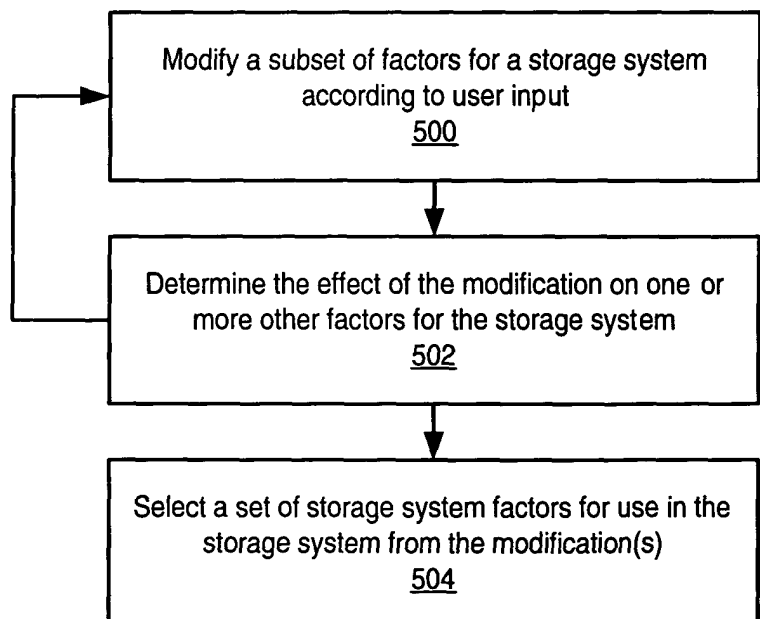 Modify a subset of factors for a storage system
according to user input
500
Determine the effect of the modification on one or
more other factors for the storage system
502
Select a set of storage system factors for use in the
storage system from the modification(s)
504